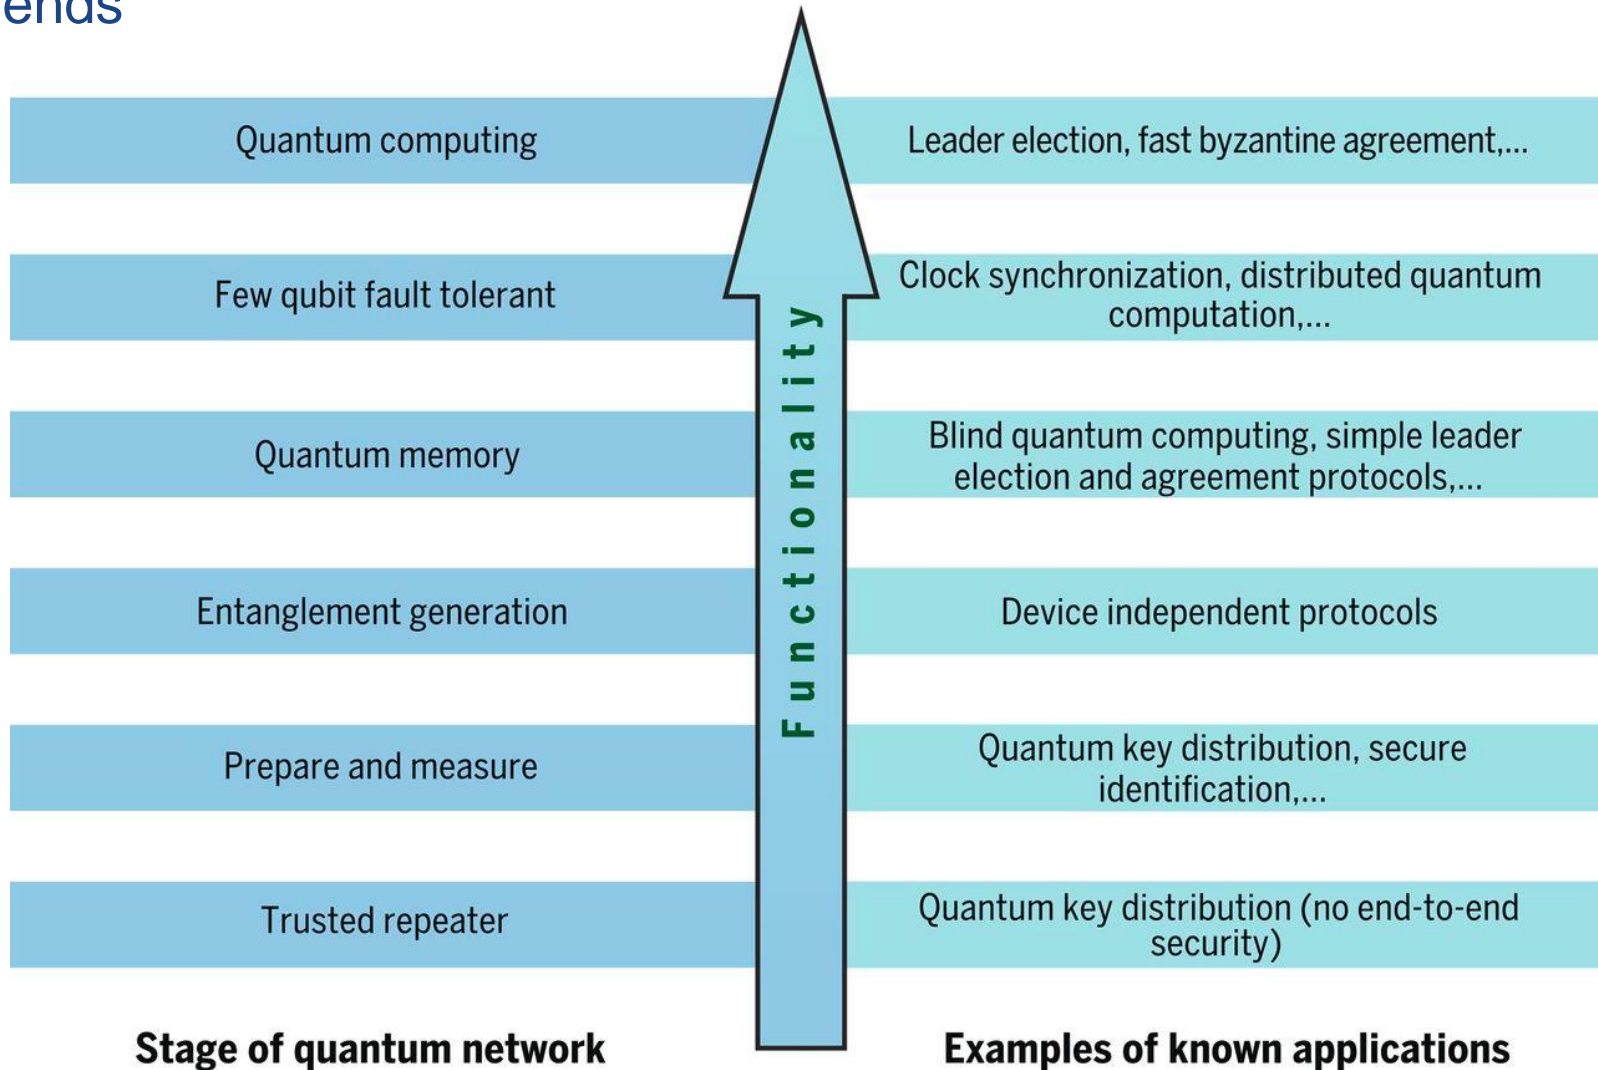 ends
Quantum computing
Leader election, fast byzantine agreement,...
Few qubit fault tolerant
Clock synchronization, distributed quantum
computation,...
Quantum memory
Blind quantum computing, simple leader
election and agreement protocols,...
Entanglement generation
Device independent protocols
Prepare and measure
Quantum key distribution, secure
identification,...
Trusted repeater
Quantum key distribution (no end-to-end
security)
Functionality
Stage of quantum network
Examples of known applications